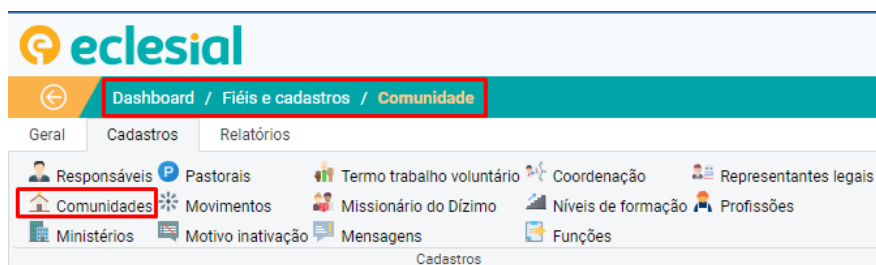 eclesial
Dashboard / Fiéis e cadastros / Comunidade
Geral Cadastros Relatórios
Responsáveis Pastorais Termo trabalho voluntário Coordenação Representantes legais
Comunidades Movimentos Missionário do Dízimo Níveis de formação Profissões
Ministérios Motivo inativação Mensagens Funções
Cadastros